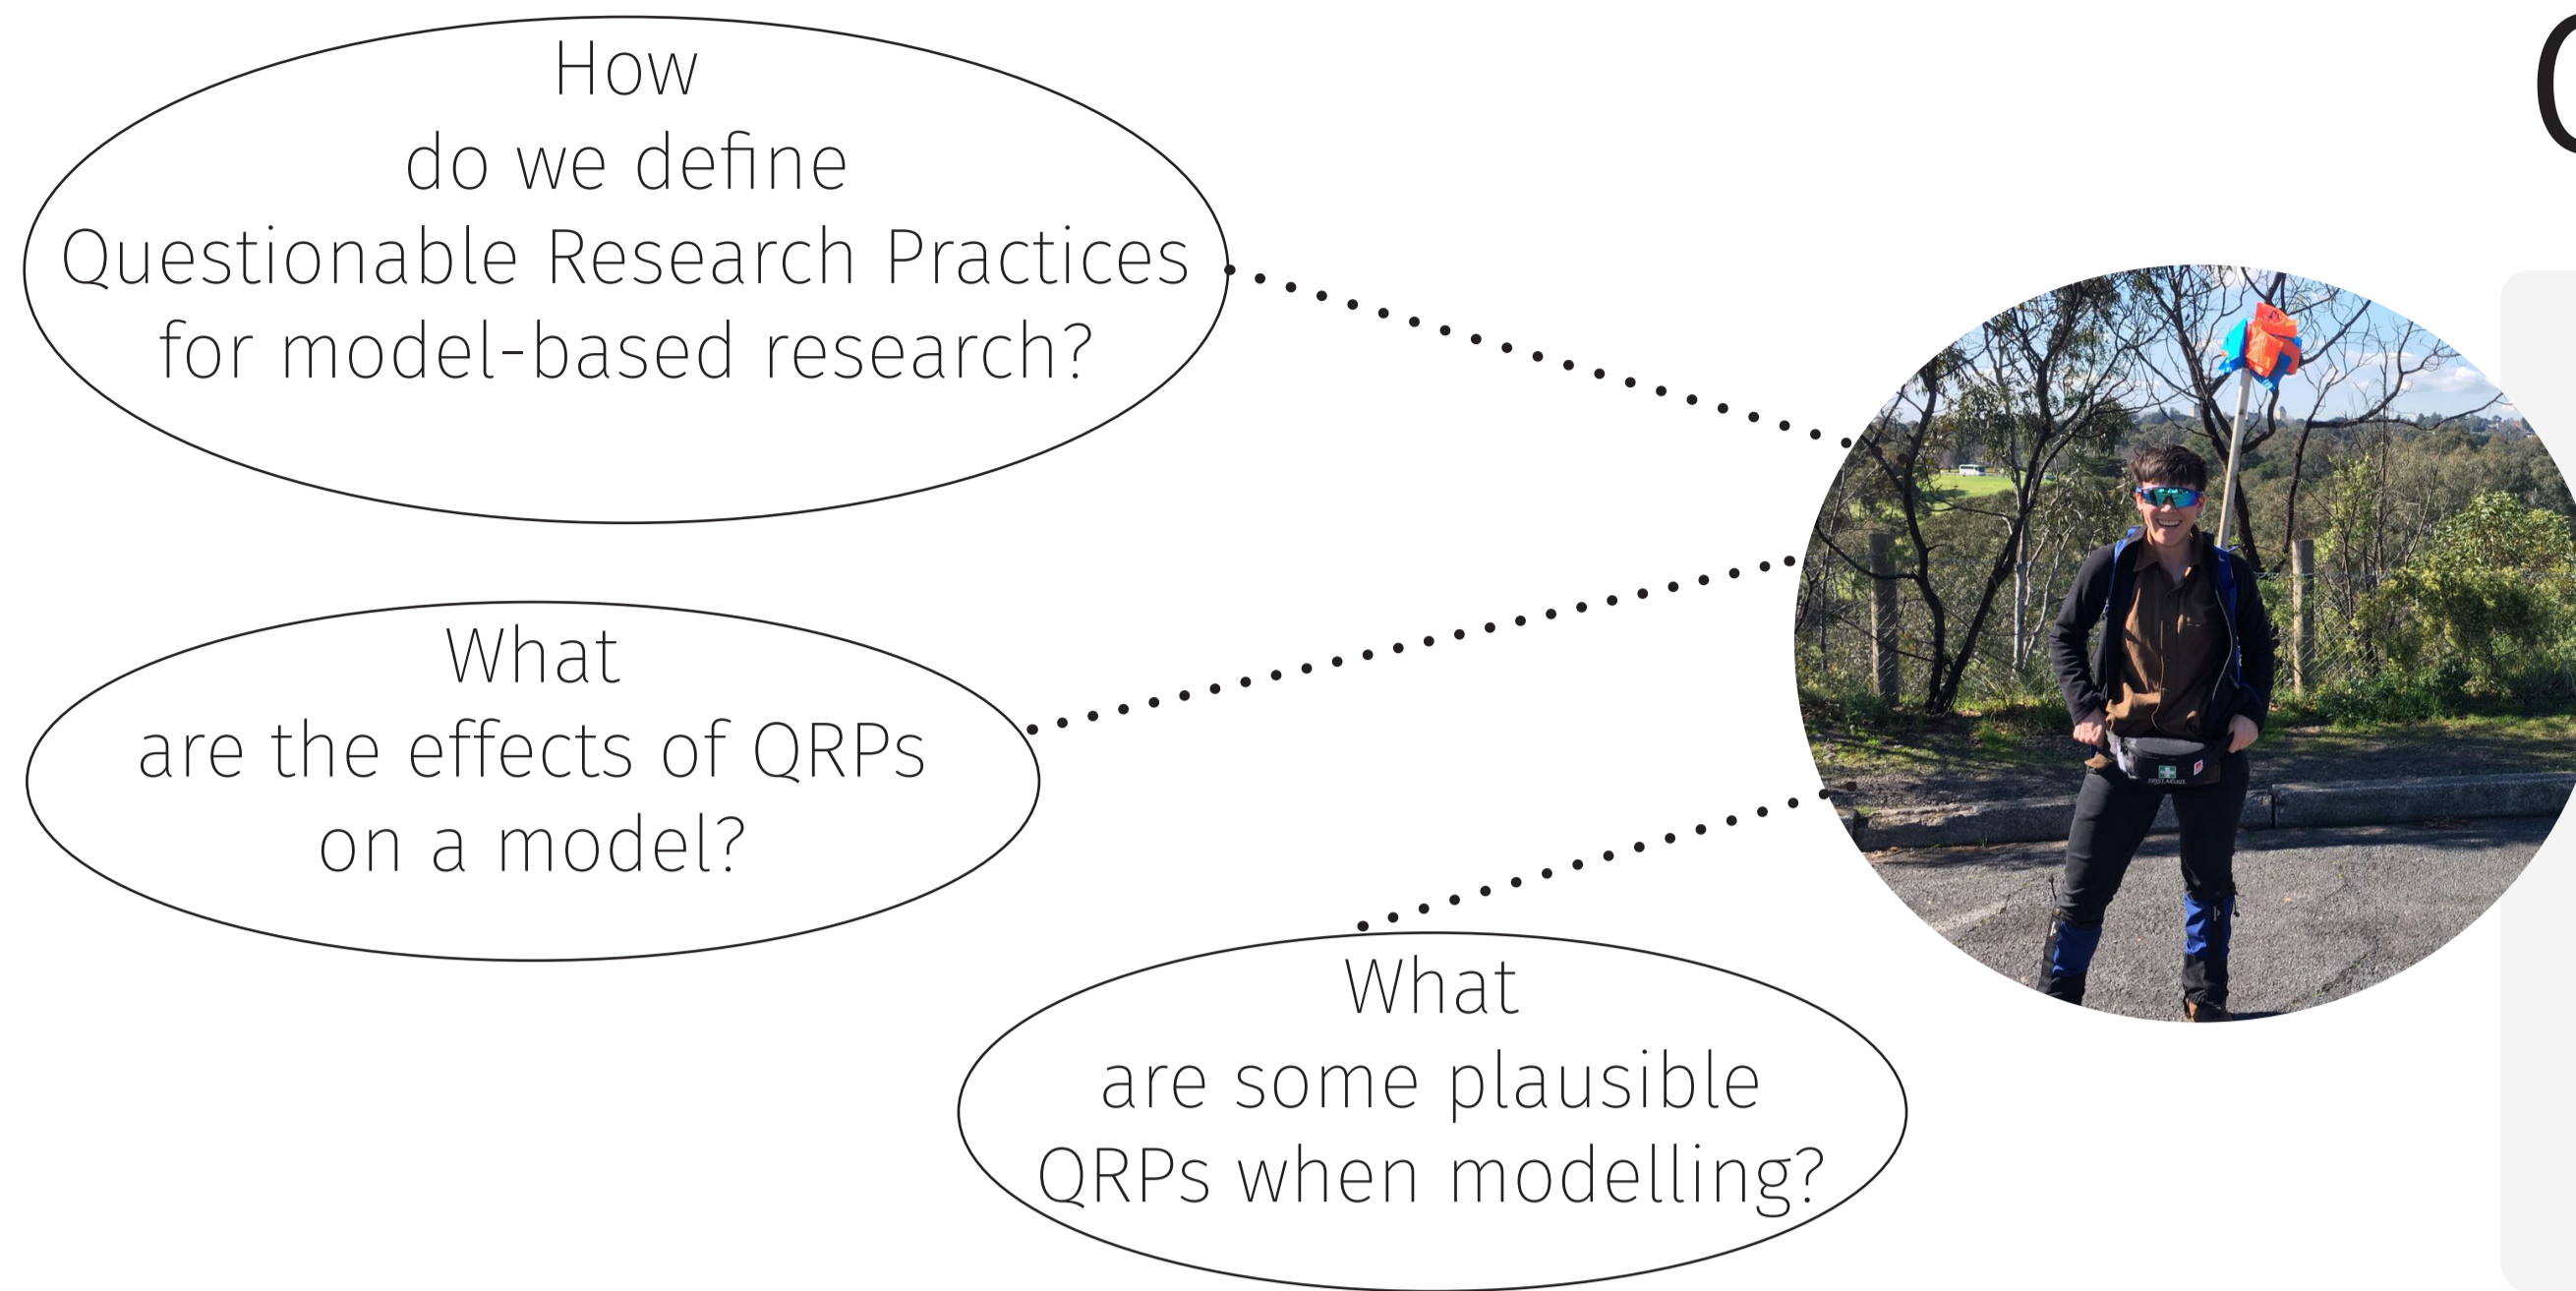 How
do we define
Questionable Research Practices
for model-based research?
What
are the effects of QRPs
on a model?
What
are some plausible
QRPs when modelling?